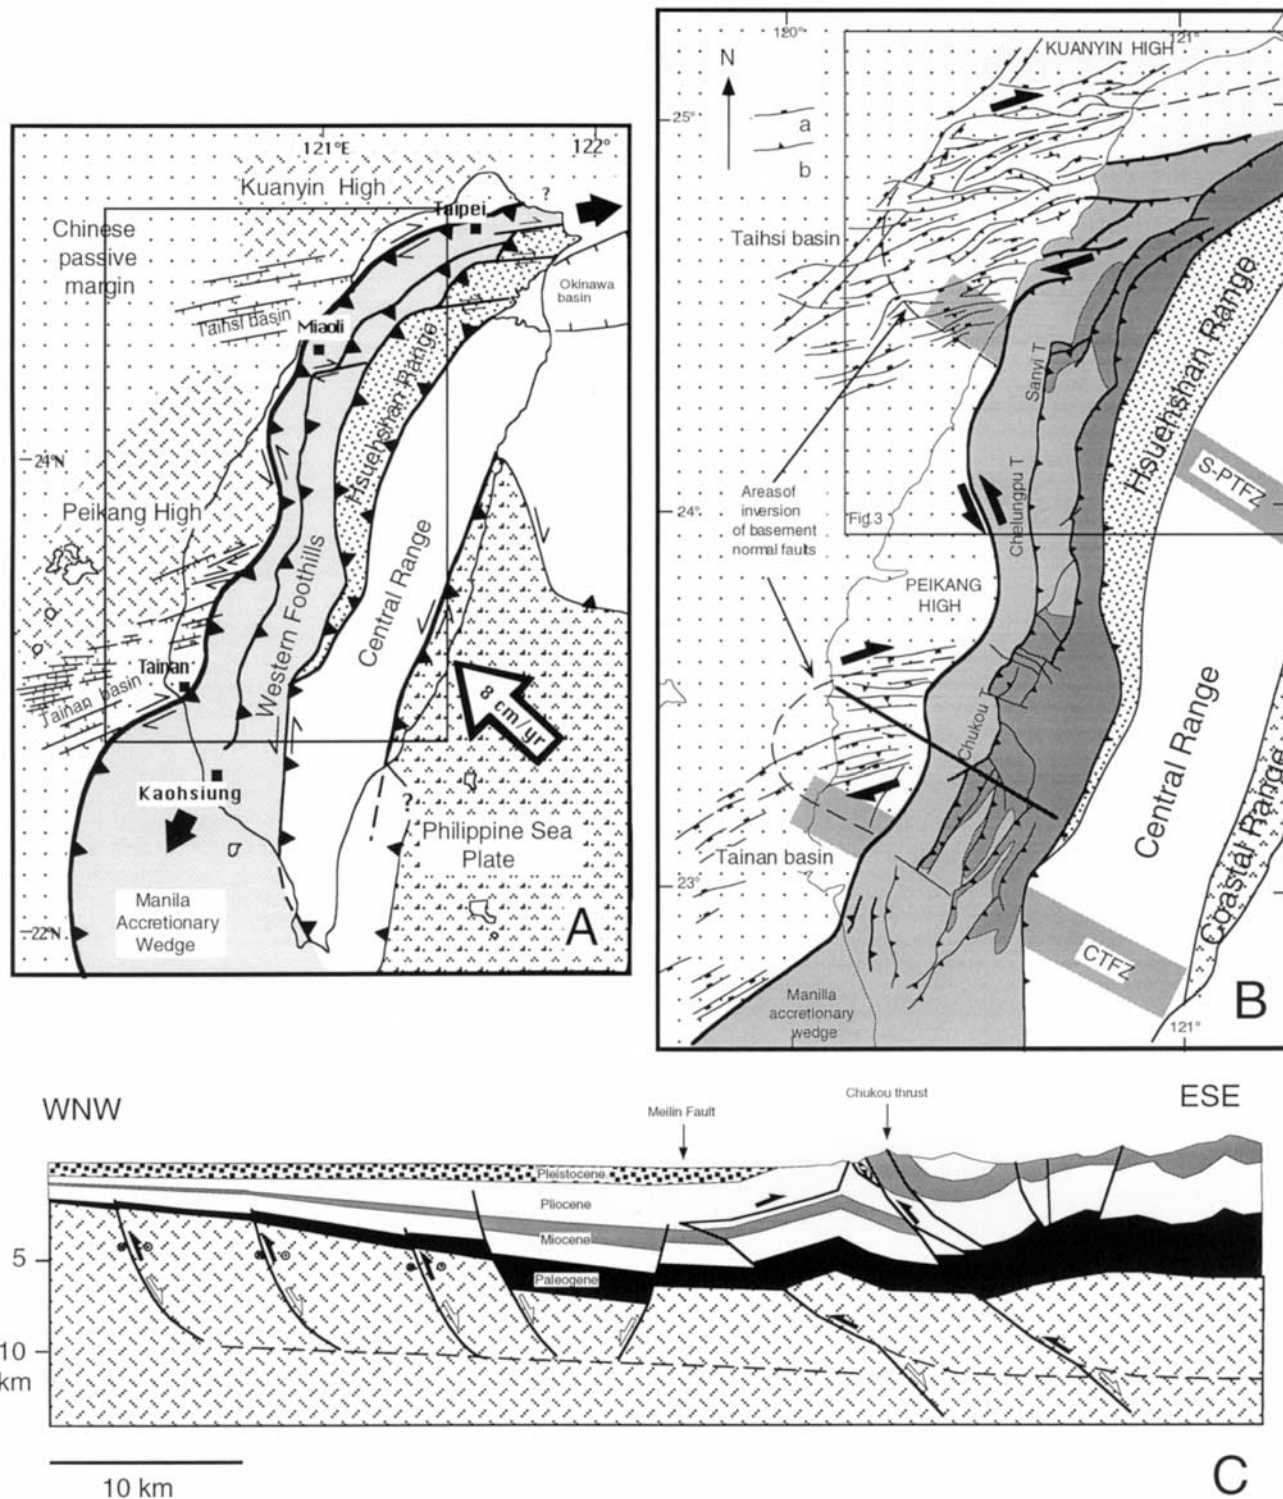 121°E
122°
Kuanyin High
?
Taipei
Chinese
passive
margin
Okinawa
basin
Taihsi basin
Miaoli
Hsuehshan Range
24°N
Peikang High
Western Foothills
Central Range
Tainan
Tainan basin
8 cm/yr
Kaohsiung
?
Philippine Sea
Plate
Manila
Accretionary
Wedge
22°N
A
120°
121°
KUANYIN HIGH
N
25°
a
b
Taihsi basin
Sanyi T
Hsuehshan Range
S-PTFZ
Chelungpu T
24°
Areas of
inversion
of basement
normal faults
Fig.3
PEIKANG
HIGH
Chukou T
Central Range
Coastal Range
Tainan basin
23°
CTFZ
Manilla
accretionary
wedge
121°
B
WNW
Meilin Fault
Chukou thrust
ESE
Pleistocene
Pliocene
Miocene
Paleogene
5
10
km
10 km
C